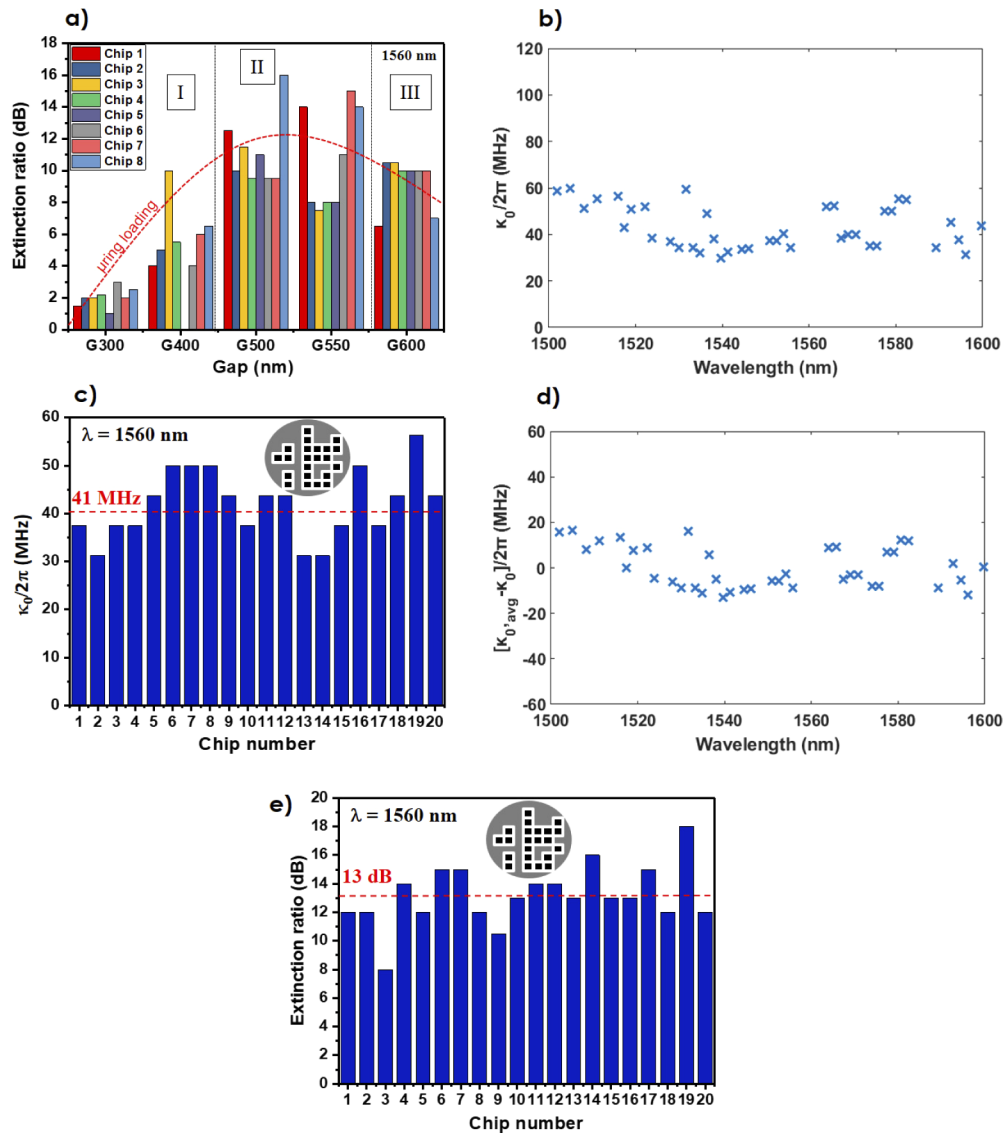 a)
Extinction ratio (dB)
18
16
14
12
10
8
6
4
2
0
Chip 1
Chip 2
Chip 3
Chip 4
Chip 5
Chip 6
Chip 7
Chip 8
I
II
III
1560 nm
μring loading
G300 G400 G500 G550 G600
Gap (nm)
b)
κ₀/2π (MHz)
120
100
80
60
40
20
0
1500 1520 1540 1560 1580 1600
Wavelength (nm)
c)
κ₀/2π (MHz)
60
50
40
30
20
10
0
λ = 1560 nm
41 MHz
1 2 3 4 5 6 7 8 9 10 11 12 13 14 15 16 17 18 19 20
Chip number
d)
[κ₀,avg-κ₀]/2π (MHz)
60
40
20
0
-20
-40
-60
1500 1520 1540 1560 1580 1600
Wavelength (nm)
e)
Extinction ratio (dB)
20
18
16
14
12
10
8
6
4
2
0
λ = 1560 nm
13 dB
1 2 3 4 5 6 7 8 9 10 11 12 13 14 15 16 17 18 19 20
Chip number